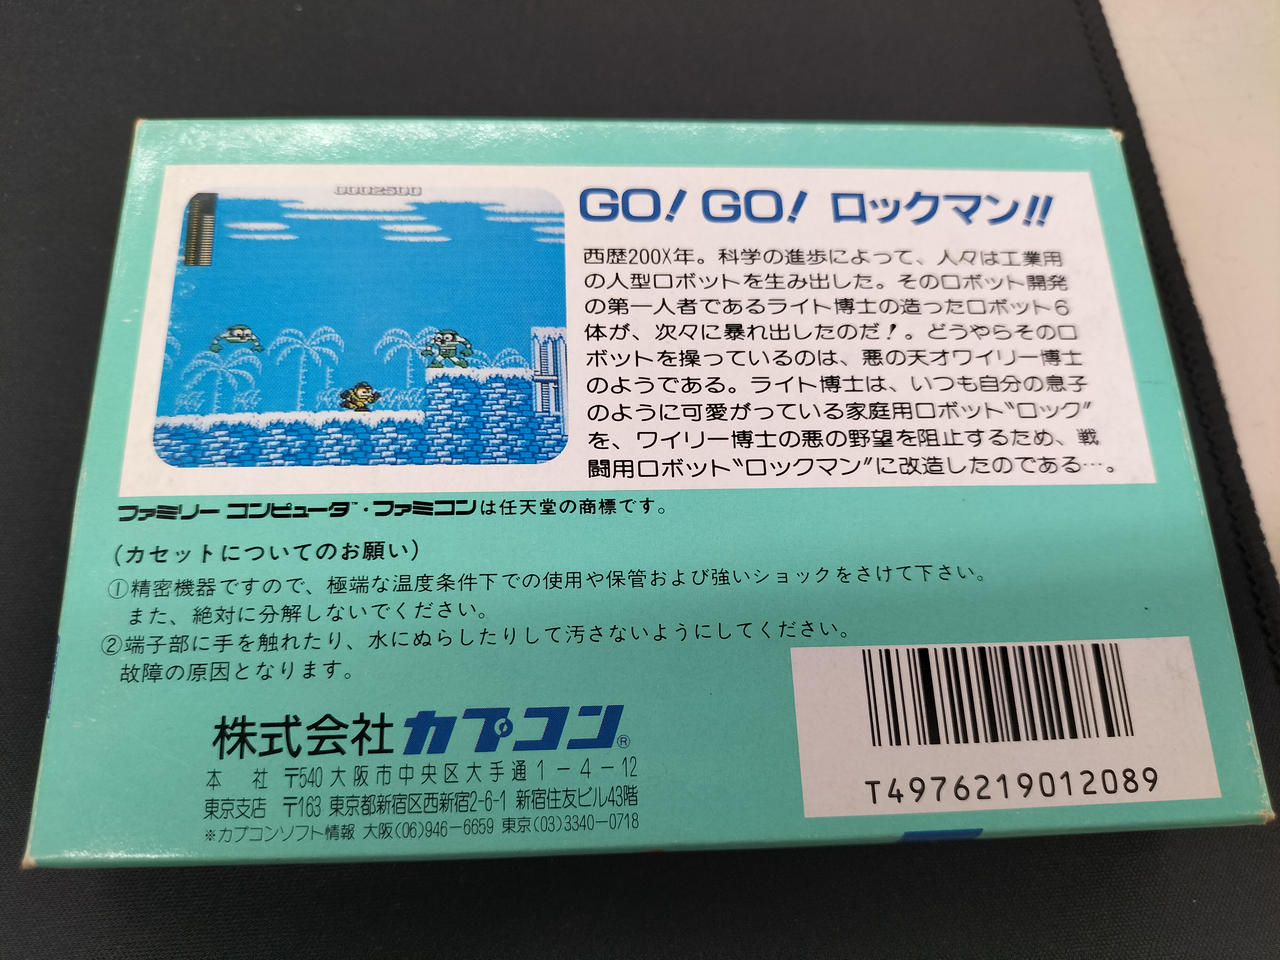 0002500
GO! GO! ロックマン!!
西歴200X年。科学の進歩によって、人々は工業用
の人型ロボットを生み出した。そのロボット開発
の第一人者であるライト博士の造ったロボット6
体が、次々に暴れ出したのだ!。どうやらそのロ
ボットを操っているのは、悪の天才ワイリー博士
のようである。ライト博士は、いつも自分の息子
のように可愛がっている家庭用ロボット〝ロック〞
を、ワイリー博士の悪の野望を阻止するため、戦
闘用ロボット〝ロックマン〞に改造したのである…。
ファミリーコンピュータ™・ファミコンは任天堂の商標です。
(カセットについてのお願い)
①精密機器ですので、極端な温度条件下での使用や保管および強いショックをさけて下さい。
また、絶対に分解しないでください。
②端子部に手を触れたり、水にぬらしたりして汚さないようにしてください。
故障の原因となります。
株式会社カプコン®
本 社 〒540 大阪市中央区大手通1-4-12
東京支店 〒163 東京都新宿区西新宿2-6-1 新宿住友ビル43階
※カプコンソフト情報 大阪(06)946-6659 東京(03)3340-0718
T4976219012089